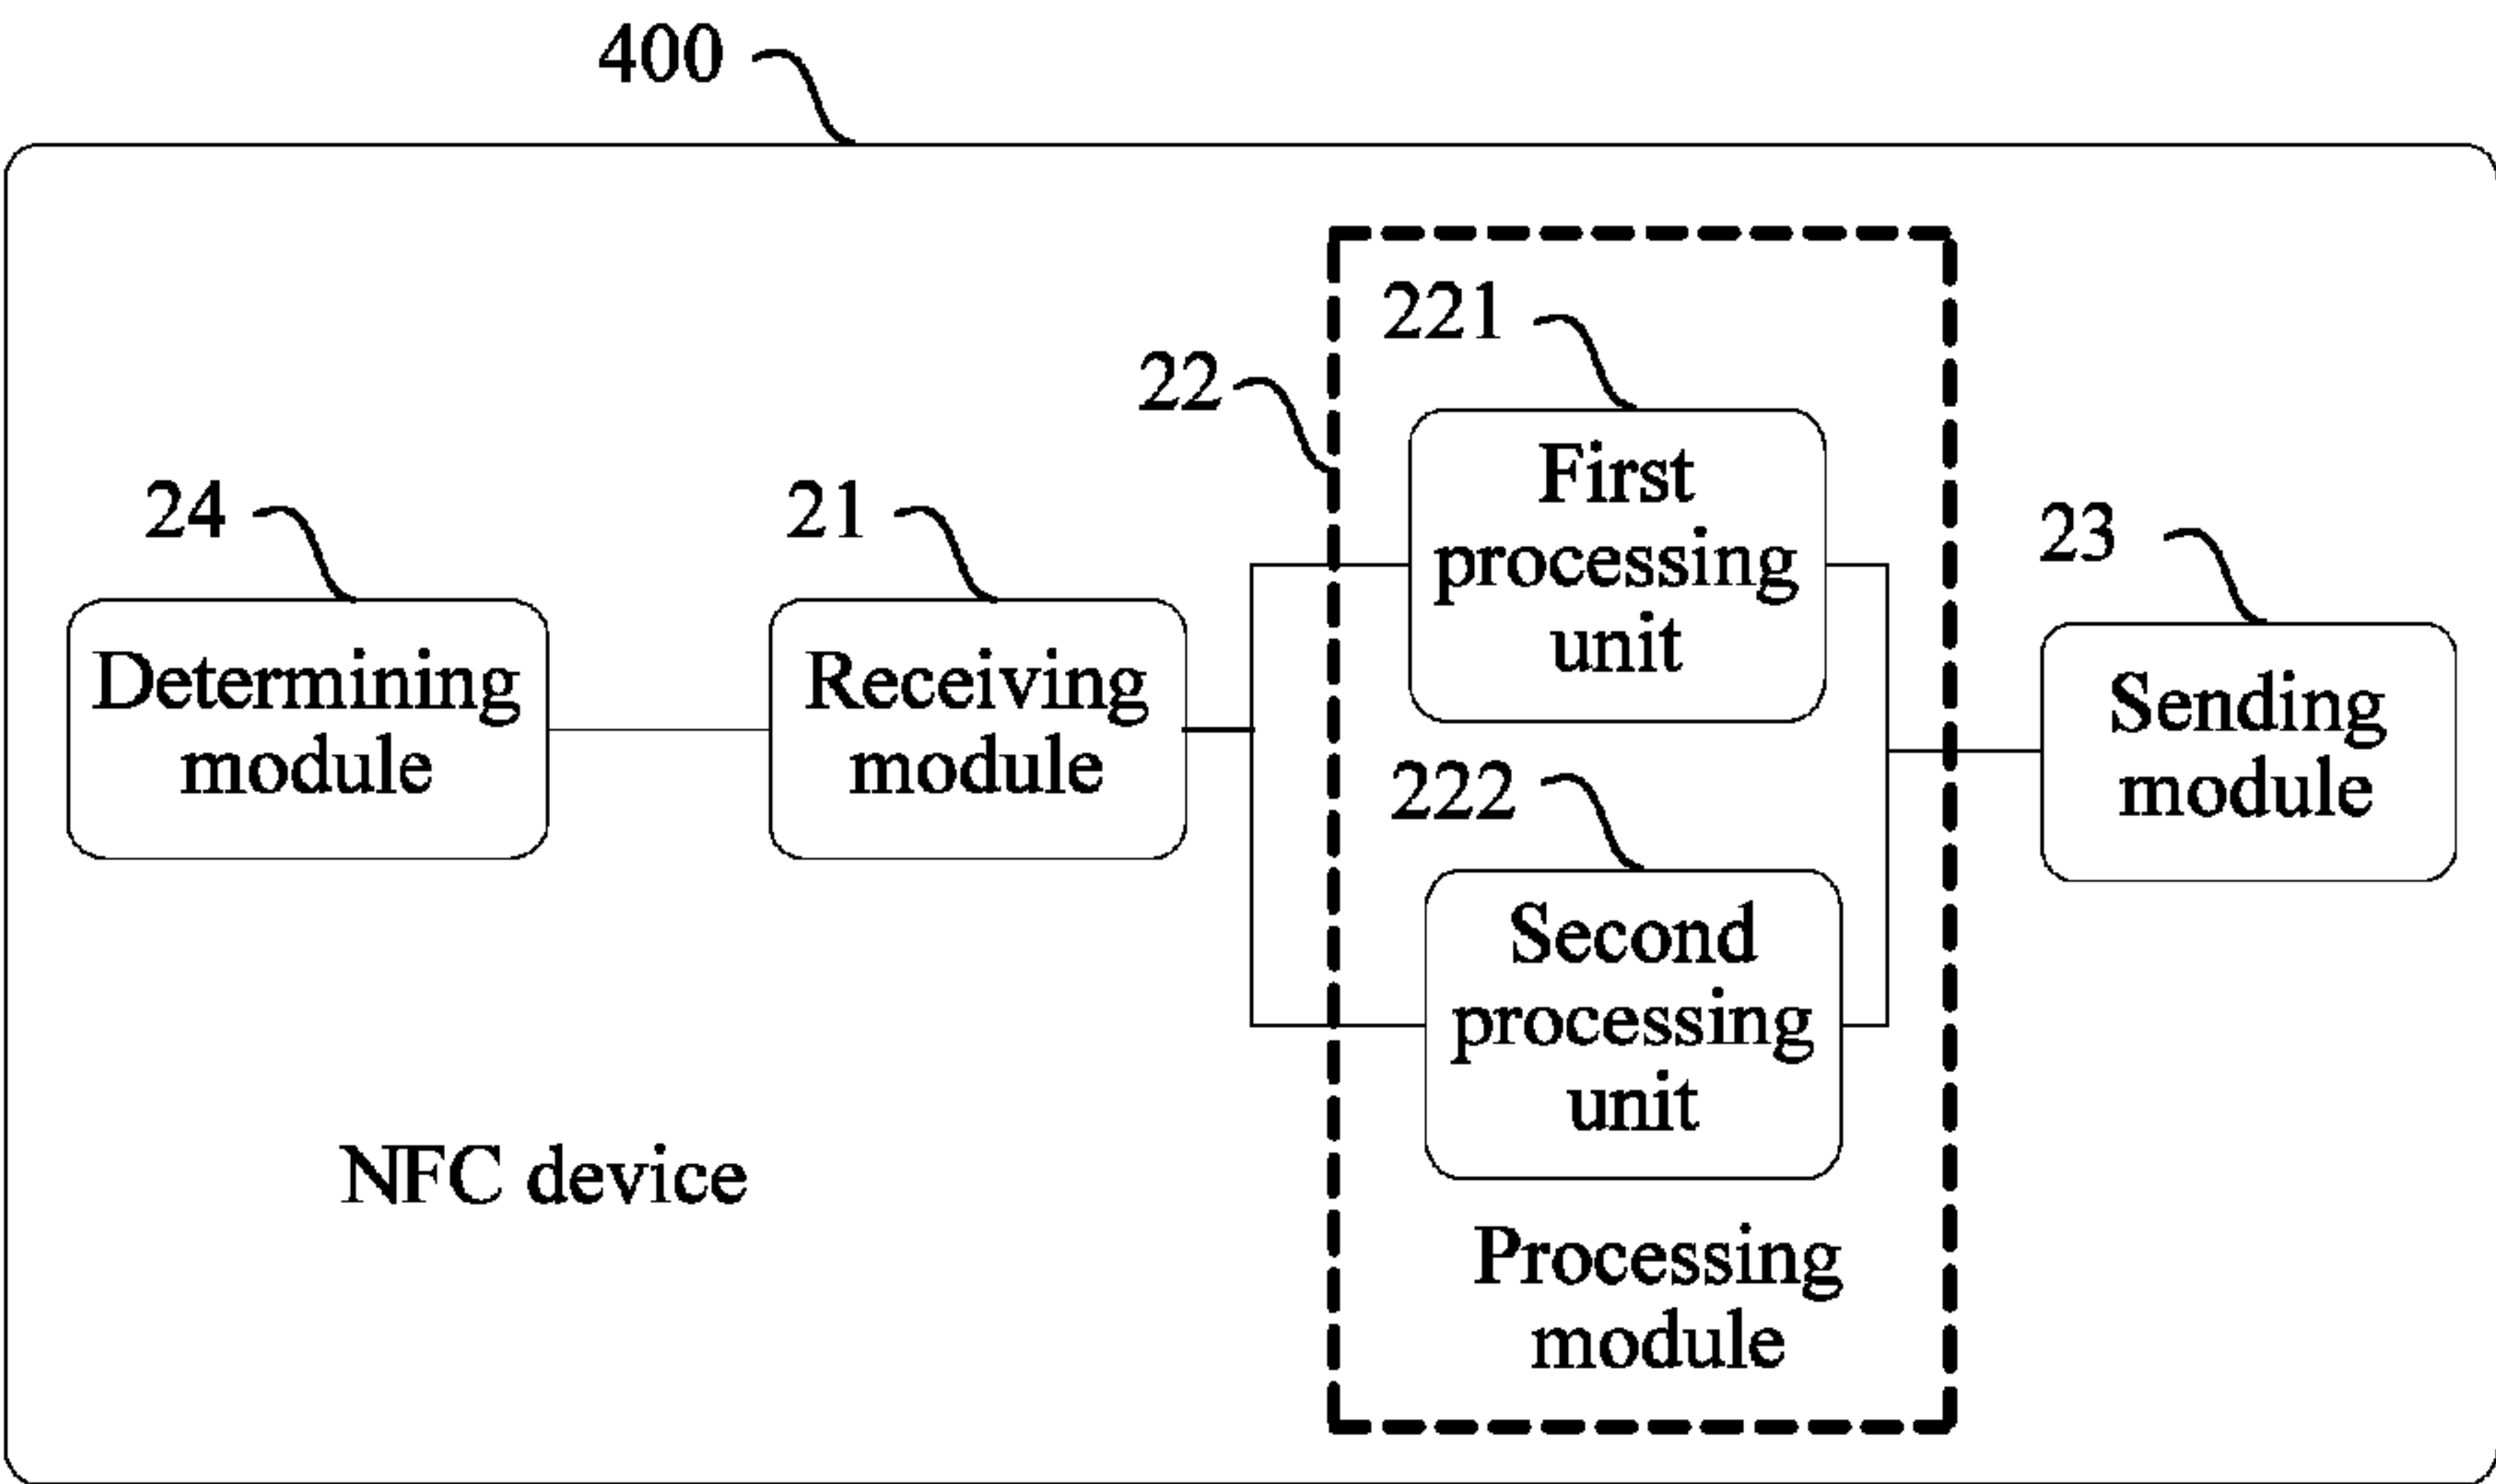 400
221
22
First
processing
unit
24
21
23
Determining
module
Receiving
module
Sending
module
222
Second
processing
unit
NFC device
Processing
module